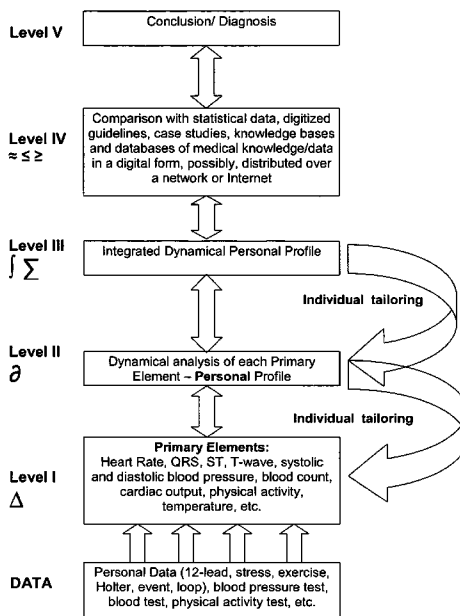 Level V
Conclusion/ Diagnosis
Level IV
≈ ≤ ≥
Comparison with statistical data, digitized
guidelines, case studies, knowledge bases
and databases of medical knowledge/data
in a digital form, possibly, distributed over
a network or Internet
Level III
∫ ∑
Integrated Dynamical Personal Profile
Individual tailoring
Level II
∂
Dynamical analysis of each Primary
Element – Personal Profile
Individual tailoring
Level I
Δ
Primary Elements:
Heart Rate, QRS, ST, T-wave, systolic
and diastolic blood pressure, blood count,
cardiac output, physical activity,
temperature, etc.
DATA
Personal Data (12-lead, stress, exercise,
Holter, event, loop), blood pressure test,
blood test, physical activity test, etc.